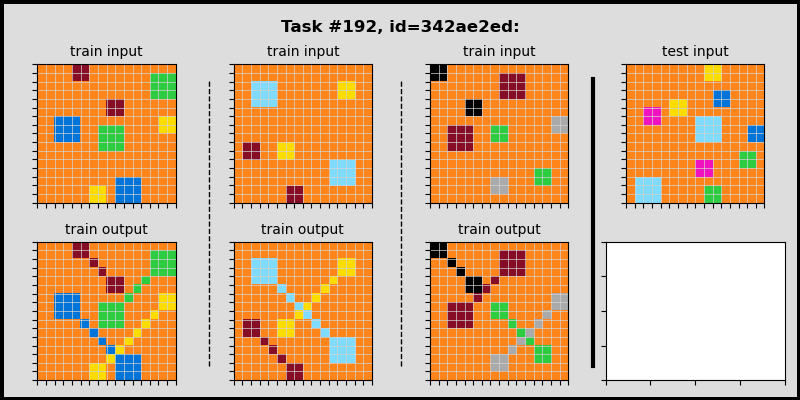 Task #192, id=342ae2ed:
train input train input train input test input
train output train output train output